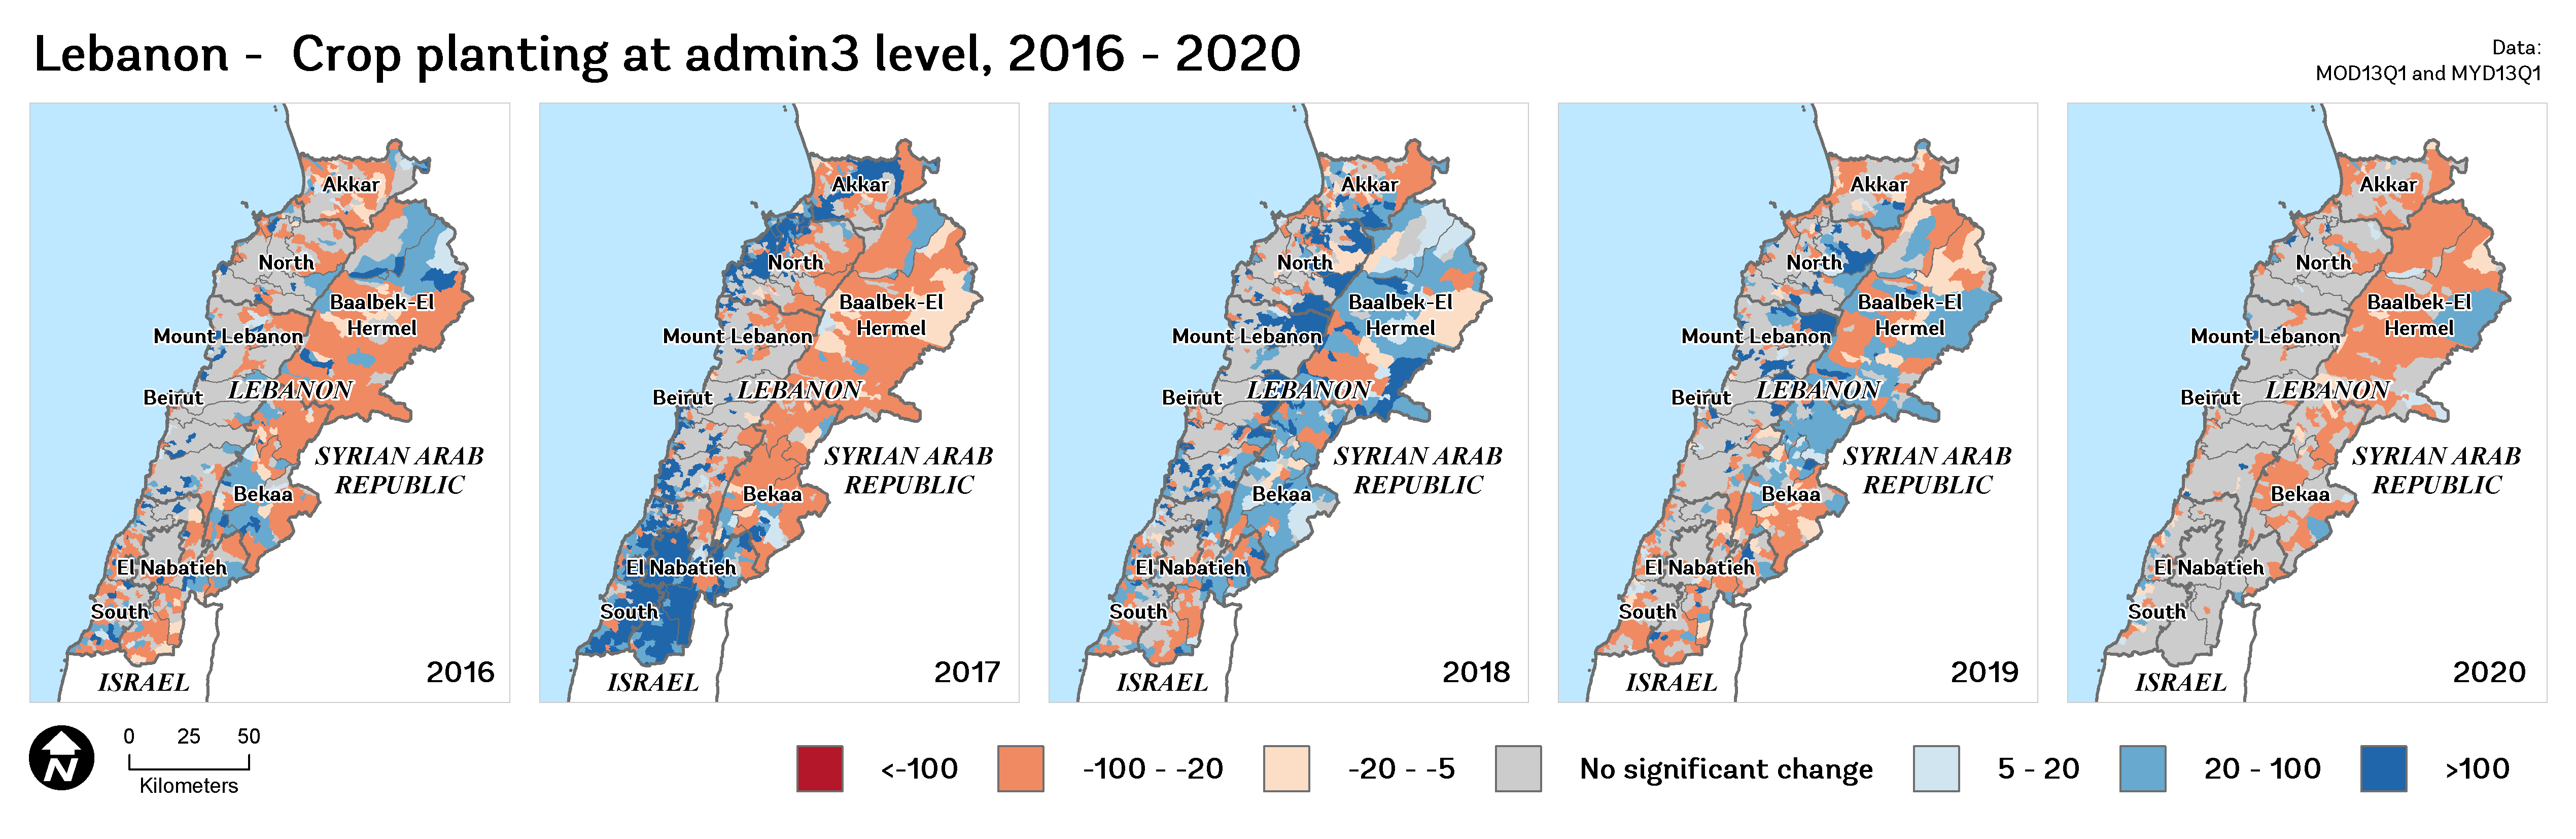 Lebanon - Crop planting at admin3 level, 2016 - 2020
Data:
MOD13Q1 and MYD13Q1
Akkar
North
Baalbek-El
Hermel
Mount Lebanon
LEBANON
Beirut
SYRIAN ARAB
REPUBLIC
Bekaa
El Nabatieh
South
ISRAEL
2016
Akkar
North
Baalbek-El
Hermel
Mount Lebanon
LEBANON
Beirut
SYRIAN ARAB
REPUBLIC
Bekaa
El Nabatieh
South
ISRAEL
2017
Akkar
North
Baalbek-El
Hermel
Mount Lebanon
LEBANON
Beirut
SYRIAN ARAB
REPUBLIC
Bekaa
El Nabatieh
South
ISRAEL
2018
Akkar
North
Baalbek-El
Hermel
Mount Lebanon
LEBANON
Beirut
SYRIAN ARAB
REPUBLIC
Bekaa
El Nabatieh
South
ISRAEL
2019
Akkar
North
Baalbek-El
Hermel
Mount Lebanon
LEBANON
Beirut
SYRIAN ARAB
REPUBLIC
Bekaa
El Nabatieh
South
ISRAEL
2020
N
0 25 50
Kilometers
<-100 -100 - -20 -20 - -5 No significant change 5 - 20 20 - 100 >100